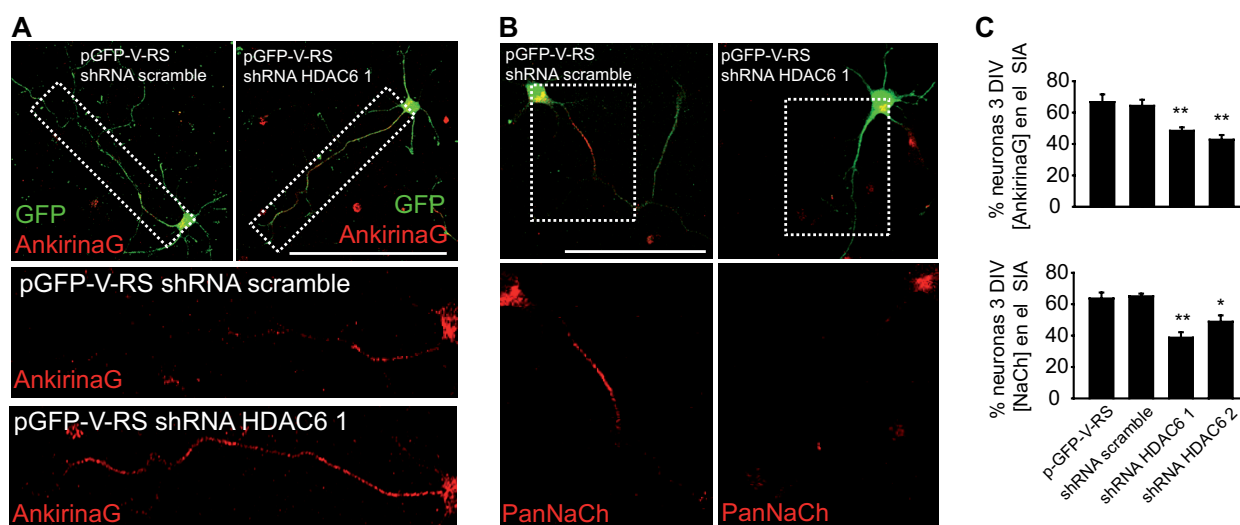 A
pGFP-V-RS
shRNA scramble
pGFP-V-RS
shRNA HDAC6 1
GFP
AnkirinaG
GFP
AnkirinaG
pGFP-V-RS shRNA scramble
AnkirinaG
pGFP-V-RS shRNA HDAC6 1
AnkirinaG
B
pGFP-V-RS
shRNA scramble
pGFP-V-RS
shRNA HDAC6 1
PanNaCh
PanNaCh
C
% neuronas 3 DIV
[AnkirinaG] en el SIA
80
60
40
20
0
**
**
% neuronas 3 DIV
[NaCh] en el SIA
80
60
40
20
0
**
*
p-GFP-V-RS
shRNA scramble
shRNA HDAC6 1
shRNA HDAC6 2